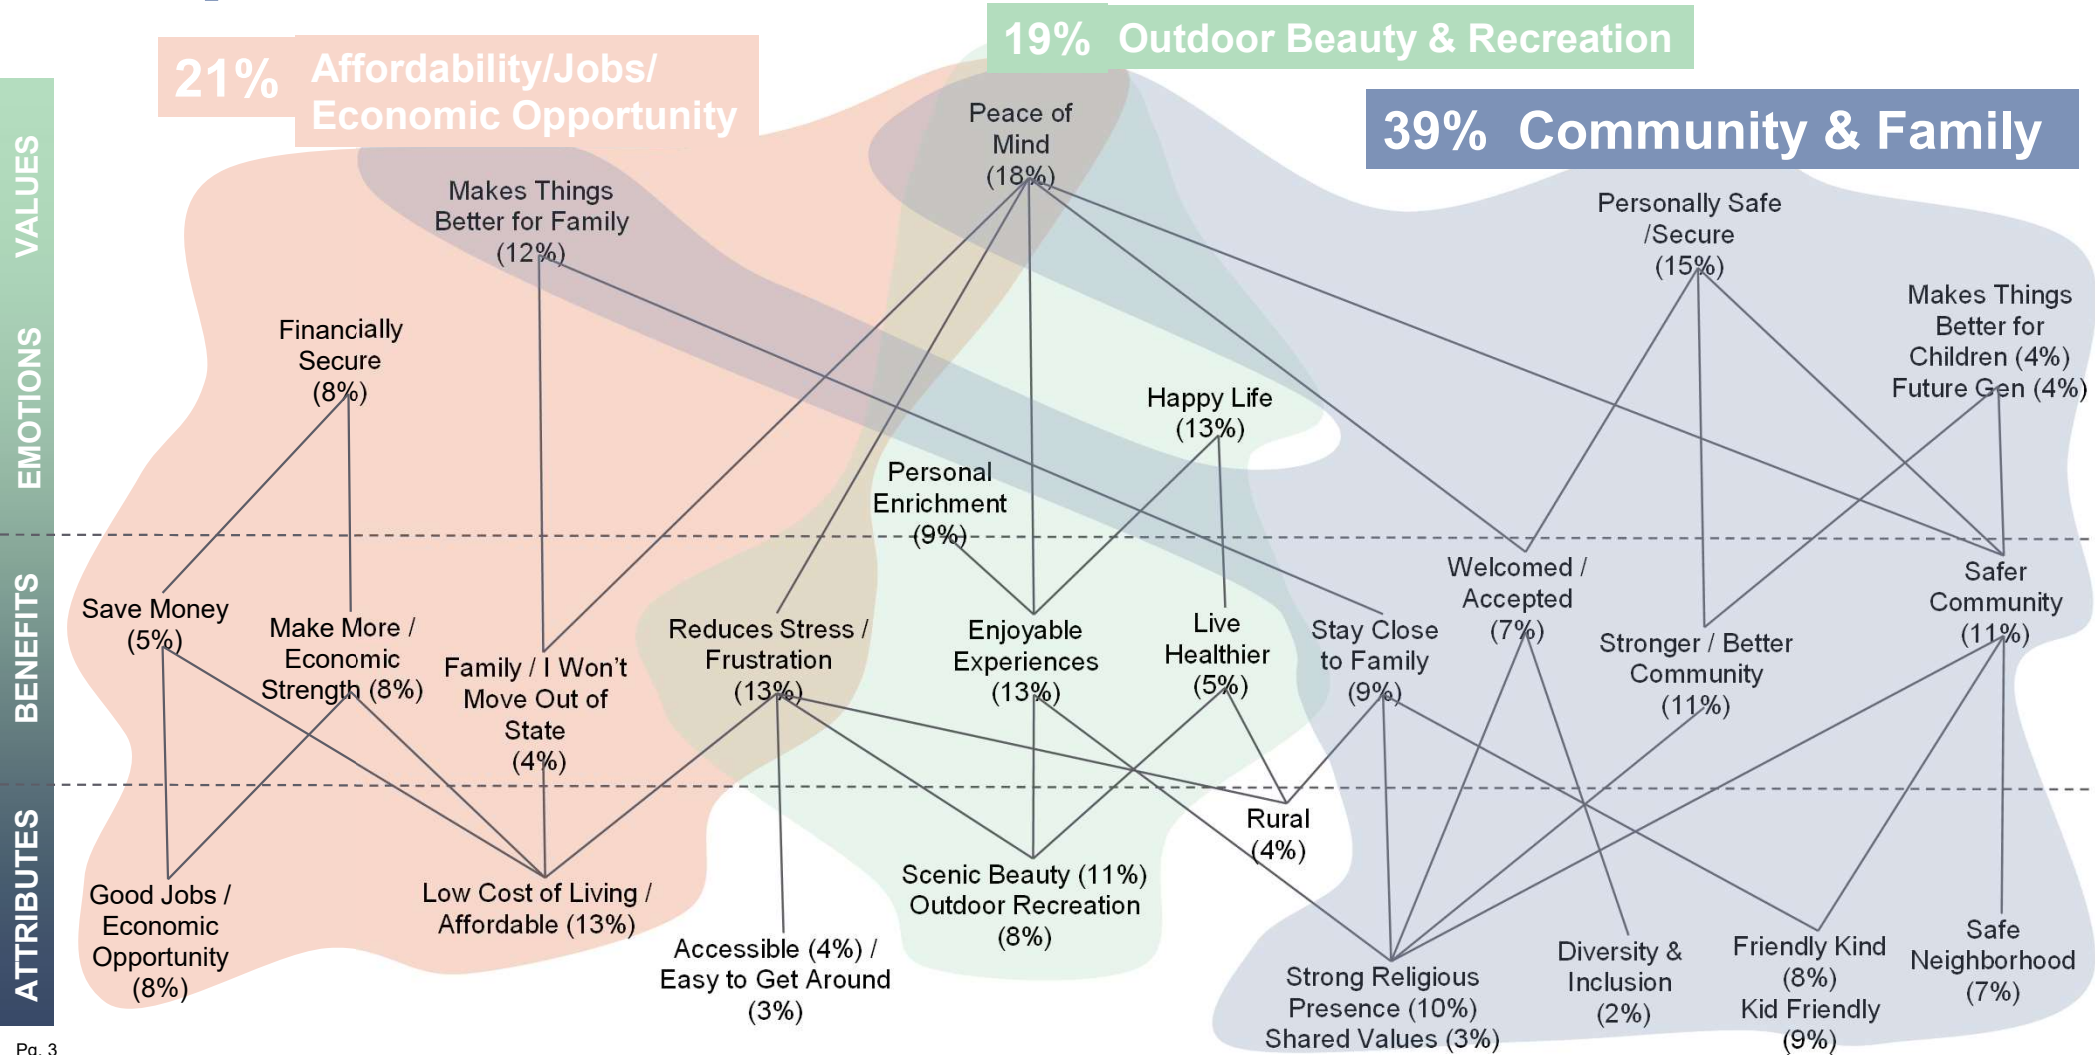 21%
Affordability/Jobs/
Economic Opportunity
19%
Outdoor Beauty & Recreation
39%
Community & Family
VALUES
EMOTIONS
BENEFITS
ATTRIBUTES
Peace of
Mind
(18%)
Makes Things
Better for Family
(12%)
Personally Safe
/Secure
(15%)
Makes Things
Better for
Children (4%)
Future Gen (4%)
Financially
Secure
(8%)
Happy Life
(13%)
Personal
Enrichment
(9%)
Save Money
(5%)
Make More /
Economic
Strength (8%)
Family / I Won't
Move Out of
State
(4%)
Reduces Stress /
Frustration
(13%)
Enjoyable
Experiences
(13%)
Live
Healthier
(5%)
Stay Close
to Family
(9%)
Welcomed /
Accepted
(7%)
Stronger / Better
Community
(11%)
Safer
Community
(11%)
Good Jobs /
Economic
Opportunity
(8%)
Low Cost of Living /
Affordable (13%)
Accessible (4%) /
Easy to Get Around
(3%)
Scenic Beauty (11%)
Outdoor Recreation
(8%)
Rural
(4%)
Strong Religious
Presence (10%)
Shared Values (3%)
Diversity &
Inclusion
(2%)
Friendly Kind
(8%)
Kid Friendly
(9%)
Safe
Neighborhood
(7%)
Pg. 3